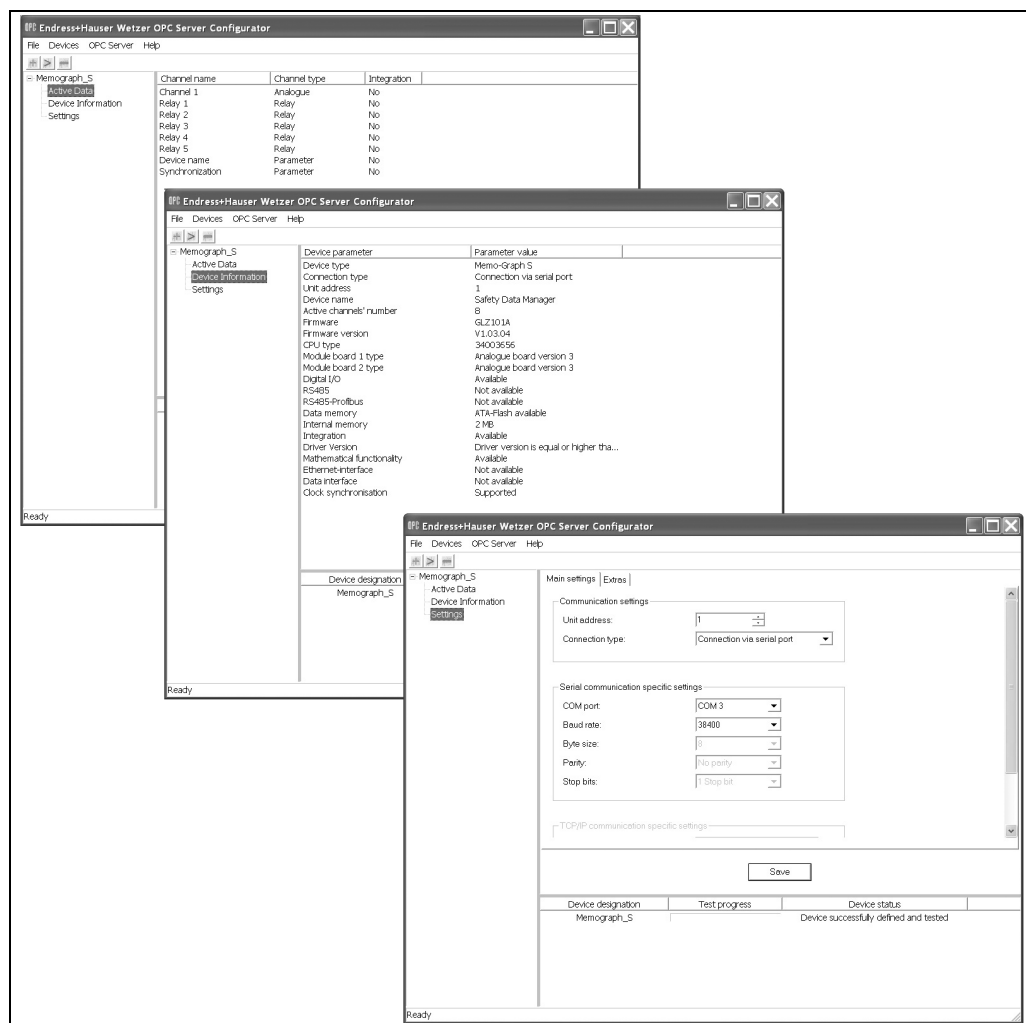 OPC Endress+Hauser Wetzer OPC Server Configurator
File Devices OPC Server Help
Memograph_S
Active Data
Device Information
Settings
Channel name Channel type Integration
Channel 1 Analogue No
Relay 1 Relay No
Relay 2 Relay No
Relay 3 Relay No
Relay 4 Relay No
Relay 5 Relay No
Device name Parameter No
Synchronization Parameter No
Ready
OPC Endress+Hauser Wetzer OPC Server Configurator
File Devices OPC Server Help
Memograph_S
Active Data
Device Information
Settings
Device parameter Parameter value
Device type Memo-Graph S
Connection type Connection via serial port
Unit address 1
Device name Safety Data Manager
Active channels' number 8
Firmware GLZ101A
Firmware version V1.03.04
CPU type 34003656
Module board 1 type Analogue board version 3
Module board 2 type Analogue board version 3
Digital I/O Available
RS485 Not available
RS485-Profibus Not available
Data memory ATA-Flash available
Internal memory 2 MB
Integration Available
Driver Version Driver version is equal or higher tha...
Mathematical functionality Available
Ethernet-interface Not available
Data interface Not available
Clock synchronisation Supported
Device designation
Memograph_S
Ready
OPC Endress+Hauser Wetzer OPC Server Configurator
File Devices OPC Server Help
Memograph_S
Active Data
Device Information
Settings
Main settings Extras
Communication settings
Unit address: 1
Connection type: Connection via serial port
Serial communication specific settings
COM port: COM 3
Baud rate: 38400
Byte size: 8
Parity: No parity
Stop bits: 1 Stop bit
TCP/IP communication specific settings
Save
Device designation Test progress Device status
Memograph_S Device successfully defined and tested
Ready